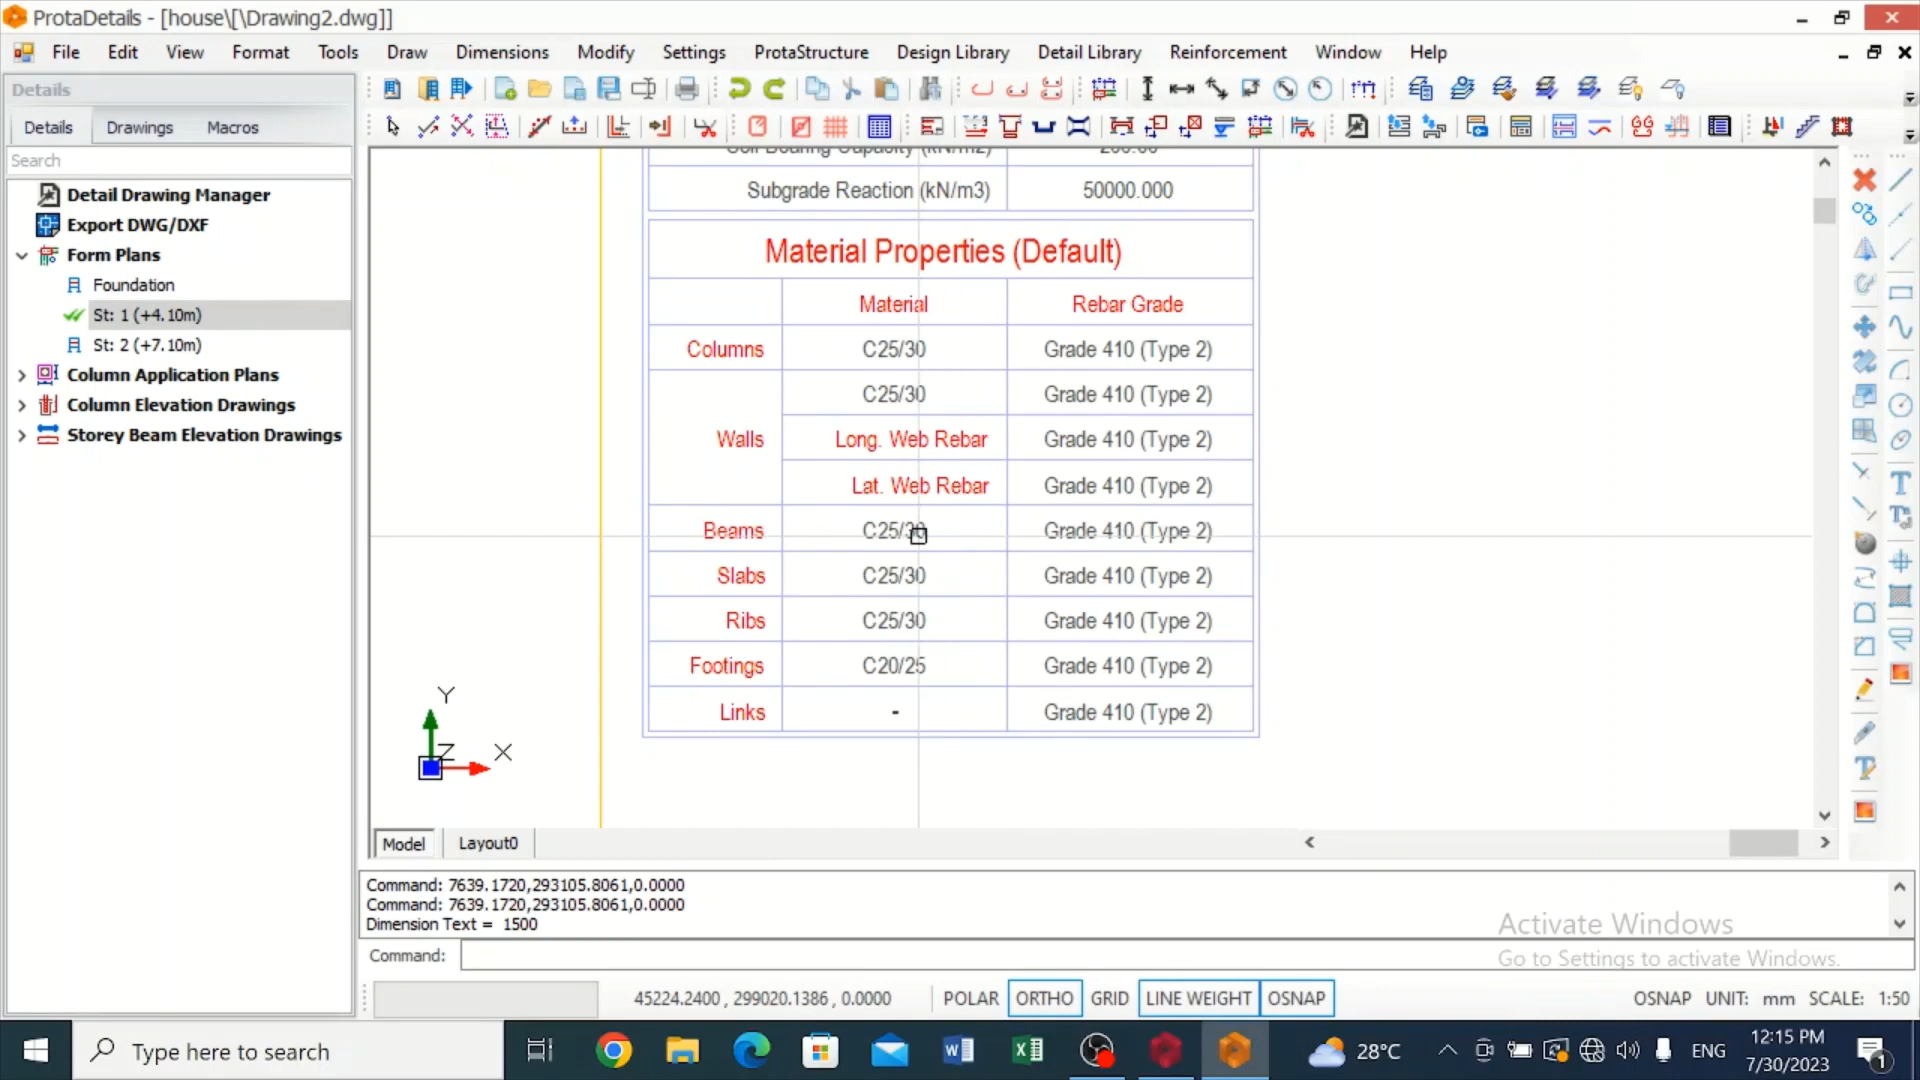 ProtaDetails - [house\[\Drawing2.dwg]]
File Edit View Format Tools Draw Dimensions Modify Settings ProtaStructure Design Library Detail Library Reinforcement Window Help
Details
Details Drawings Macros
Search
Detail Drawing Manager
Export DWG/DXF
Form Plans
Foundation
St: 1 (+4.10m)
St: 2 (+7.10m)
Column Application Plans
Column Elevation Drawings
Storey Beam Elevation Drawings
Soil Bearing Capacity (kN/m2)
Subgrade Reaction (kN/m3) 50000.000
Material Properties (Default)
Material Rebar Grade
Columns C25/30 Grade 410 (Type 2)
C25/30 Grade 410 (Type 2)
Walls Long. Web Rebar Grade 410 (Type 2)
Lat. Web Rebar Grade 410 (Type 2)
Beams C25/30 Grade 410 (Type 2)
Slabs C25/30 Grade 410 (Type 2)
Ribs C25/30 Grade 410 (Type 2)
Footings C20/25 Grade 410 (Type 2)
Links - Grade 410 (Type 2)
Y
Z X
Model Layout0
Command: 7639.1720,293105.8061,0.0000
Command: 7639.1720,293105.8061,0.0000
Dimension Text = 1500
Command:
Activate Windows
Go to Settings to activate Windows.
45224.2400 , 299020.1386 , 0.0000 POLAR ORTHO GRID LINE WEIGHT OSNAP OSNAP UNIT: mm SCALE: 1:50
Type here to search
28°C
ENG
12:15 PM
7/30/2023
1